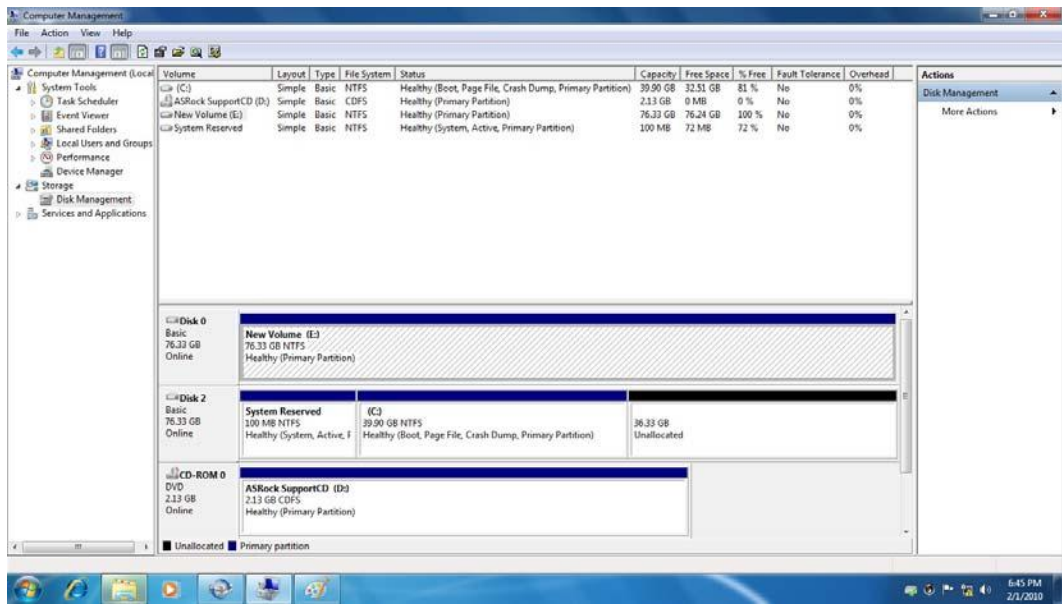 Computer Management
File Action View Help
Computer Management (Local
System Tools
Task Scheduler
Event Viewer
Shared Folders
Local Users and Groups
Performance
Device Manager
Storage
Disk Management
Services and Applications
Volume Layout Type File System Status Capacity Free Space % Free Fault Tolerance Overhead
(C:) Simple Basic NTFS Healthy (Boot, Page File, Crash Dump, Primary Partition) 39.90 GB 32.51 GB 81 % No 0%
ASRock SupportCD (D:) Simple Basic CDFS Healthy (Primary Partition) 2.13 GB 0 MB 0 % No 0%
New Volume (E:) Simple Basic NTFS Healthy (Primary Partition) 76.33 GB 76.24 GB 100 % No 0%
System Reserved Simple Basic NTFS Healthy (System, Active, Primary Partition) 100 MB 72 MB 72 % No 0%
Actions
Disk Management
More Actions
Disk 0
Basic
76.33 GB
Online
New Volume (E:)
76.33 GB NTFS
Healthy (Primary Partition)
Disk 2
Basic
76.33 GB
Online
System Reserved
100 MB NTFS
Healthy (System, Active, F
(C:)
39.90 GB NTFS
Healthy (Boot, Page File, Crash Dump, Primary Partition)
36.33 GB
Unallocated
CD-ROM 0
DVD
2.13 GB
Online
ASRock SupportCD (D:)
2.13 GB CDFS
Healthy (Primary Partition)
Unallocated Primary partition
6:45 PM
2/1/2010